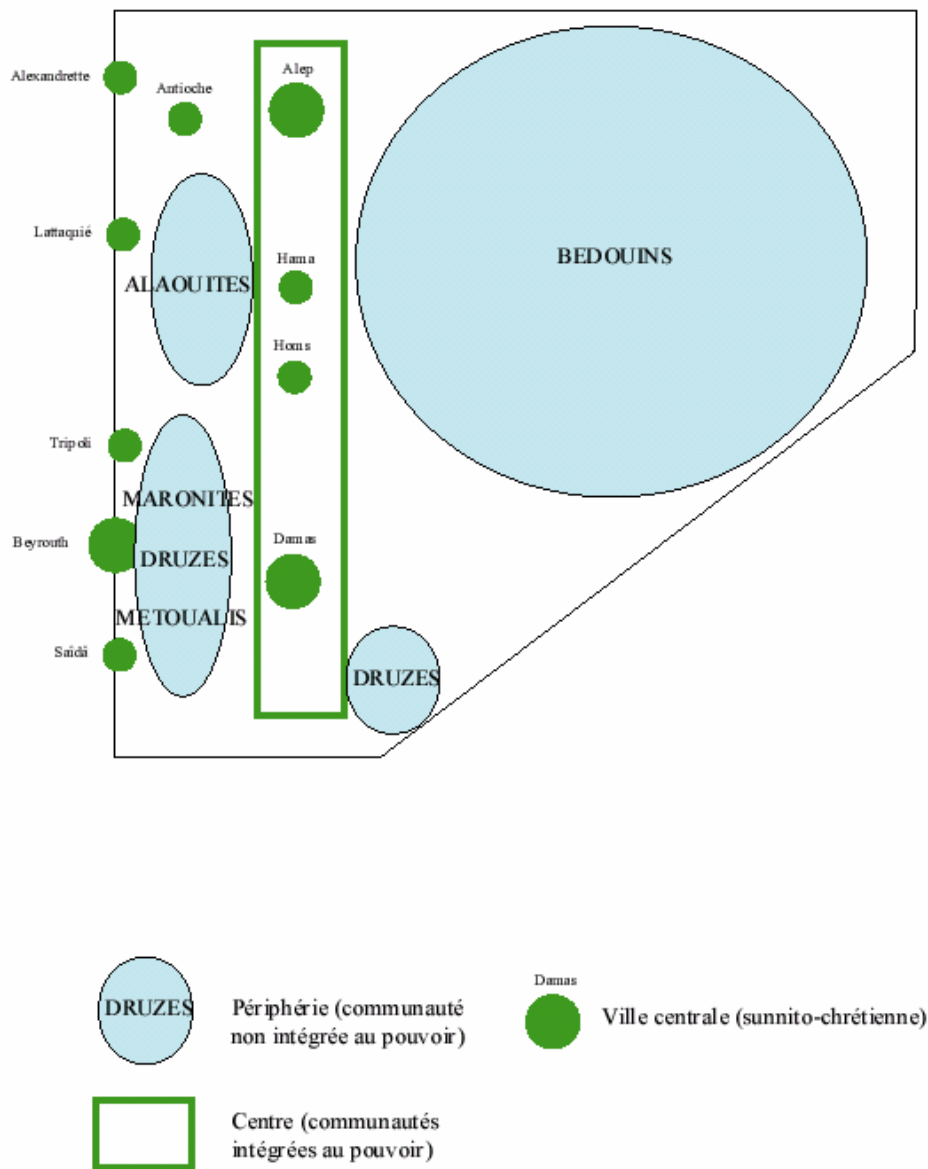 Alexandrette
Antioche
Alep
Lattaquié
ALAOUITES
Hama
BEDOUINS
Homs
Tripoli
MARONITES
Beyrouth
DRUZES
Damas
METOUALIS
Saïdâ
DRUZES
DRUZES
Périphérie (communauté
non intégrée au pouvoir)
Damas
Ville centrale (sunnito-chrétienne)
Centre (communautés
intégrées au pouvoir)